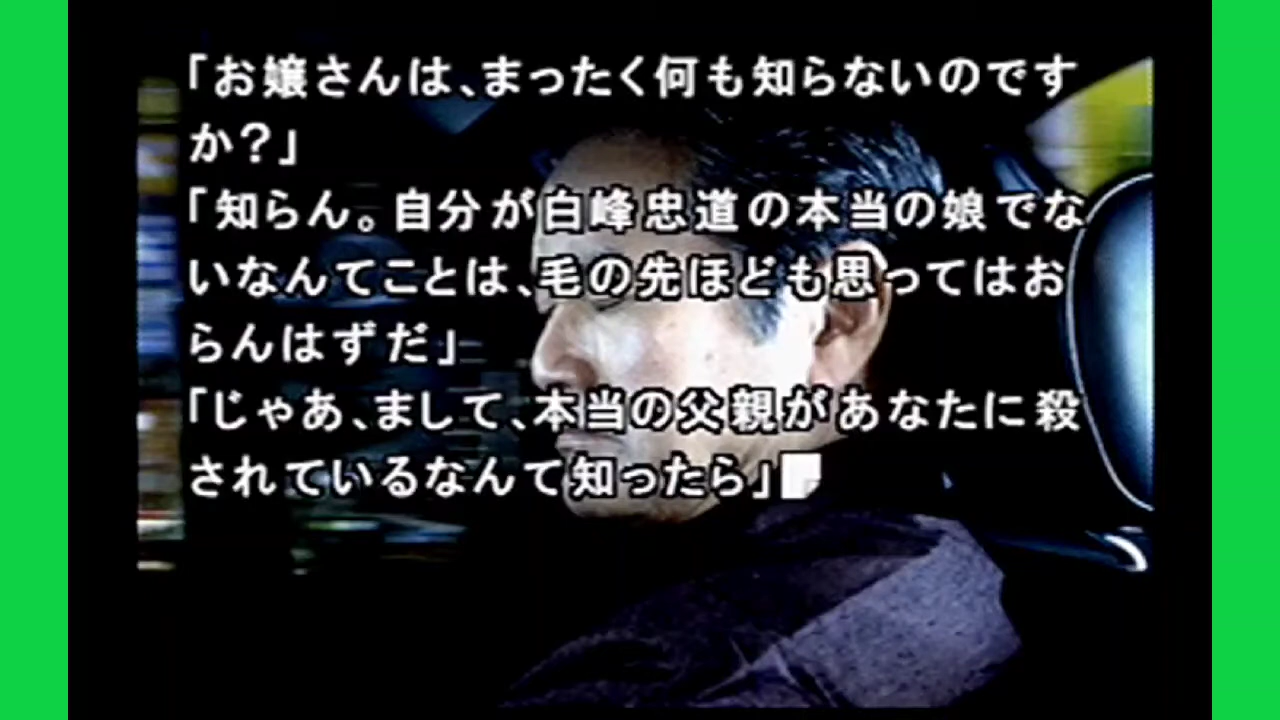 「お嬢さんは、まったく何も知らないのです
か？」
「知らん。自分が白峰忠道の本当の娘でな
いなんてことは、毛の先ほども思ってはお
らんはずだ」
「じゃあ、まして、本当の父親があなたに殺
されているなんて知ったら」